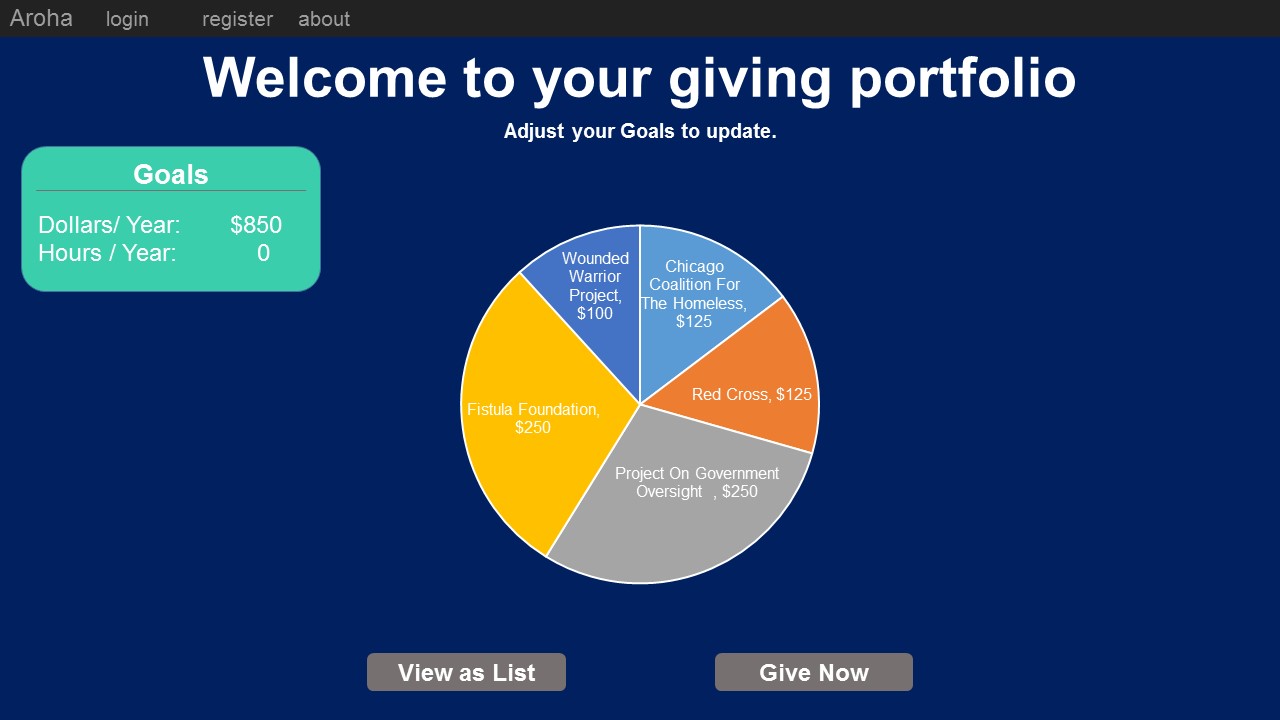 Aroha login register about
Welcome to your giving portfolio
Adjust your Goals to update.
Goals
Dollars/ Year: $850
Hours / Year: 0
Wounded
Warrior
Project,
$100
Chicago
Coalition For
The Homeless,
$125
Red Cross, $125
Fistula Foundation,
$250
Project On Government
Oversight , $250
View as List
Give Now